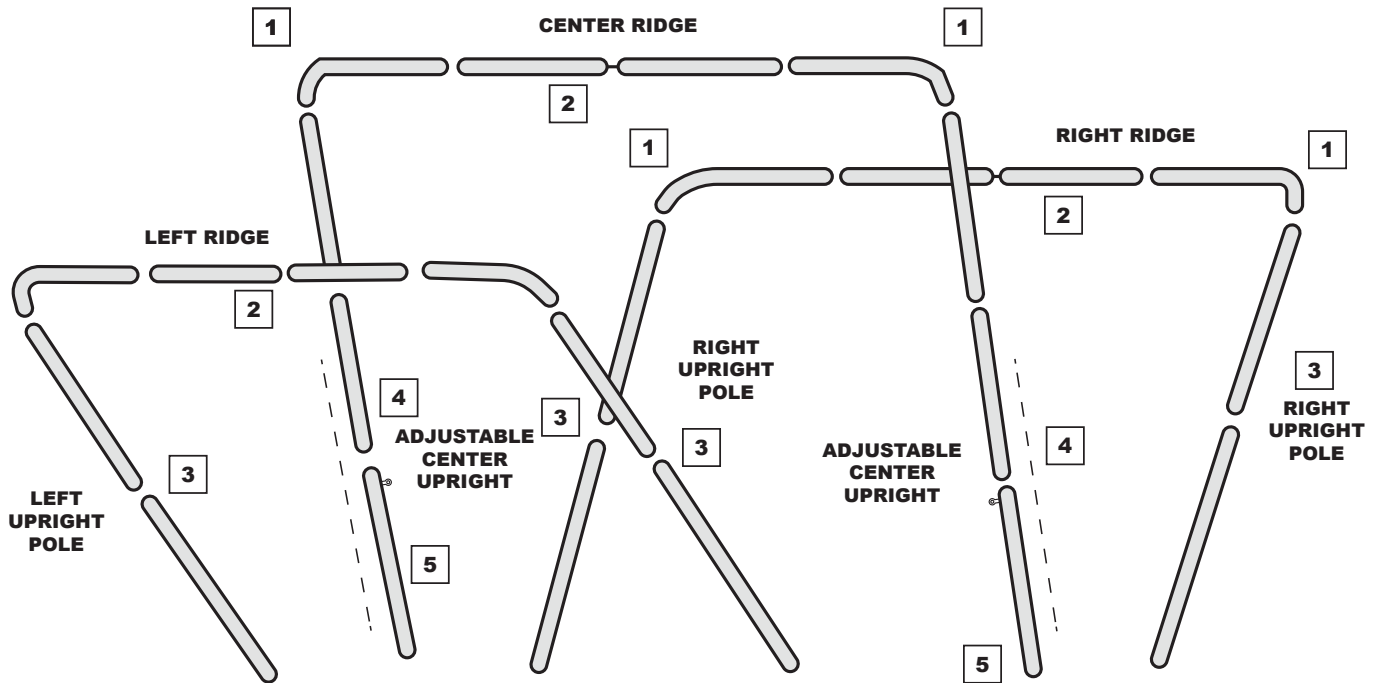 1
CENTER RIDGE
1
2
1
RIGHT RIDGE
1
2
LEFT RIDGE
2
RIGHT
UPRIGHT
POLE
3
RIGHT
UPRIGHT
POLE
4
ADJUSTABLE
CENTER
UPRIGHT
3
3
ADJUSTABLE
CENTER
UPRIGHT
4
3
LEFT
UPRIGHT
POLE
5
5